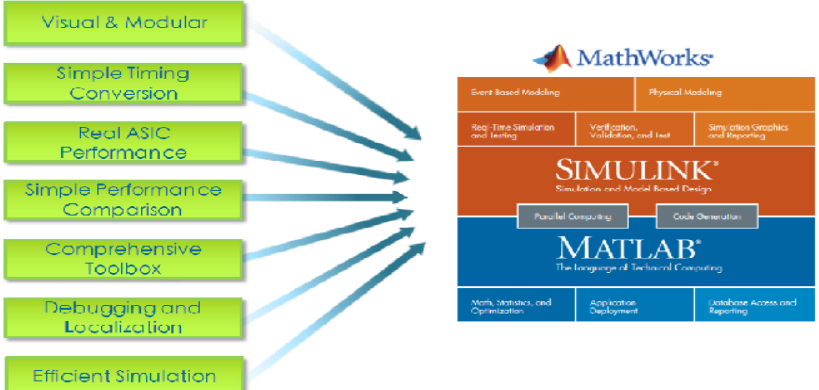 Visual & Modular
Simple Timing
Conversion
Real ASIC
Performance
Simple Performance
Comparison
Comprehensive
Toolbox
Debugging and
Localization
Efficient Simulation
MathWorks®
Event Based Modeling
Physical Modeling
Real-Time Simulation
and Testing
Verification,
Validation, and Test
Simulation Graphics
and Reporting
SIMULINK®
Simulation and Model Based Design
Parallel Computing
Code Generation
MATLAB®
The Language of Technical Computing
Math, Statistics, and
Optimization
Application
Deployment
Database Access and
Reporting